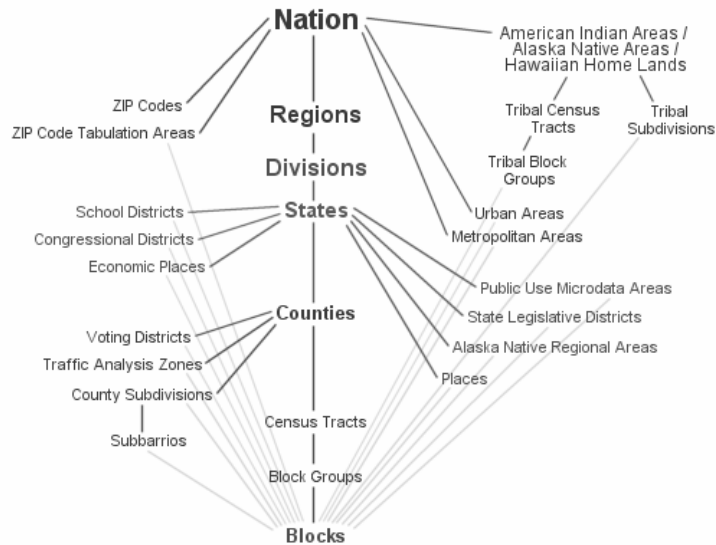 Nation
American Indian Areas /
Alaska Native Areas /
Hawaiian Home Lands
ZIP Codes
ZIP Code Tabulation Areas
Regions
Tribal Census
Tracts
Tribal
Subdivisions
Divisions
Tribal Block
Groups
School Districts
States
Urban Areas
Congressional Districts
Metropolitan Areas
Economic Places
Public Use Microdata Areas
Counties
State Legislative Districts
Voting Districts
Alaska Native Regional Areas
Traffic Analysis Zones
Places
County Subdivisions
Census Tracts
Subbarrios
Block Groups
Blocks